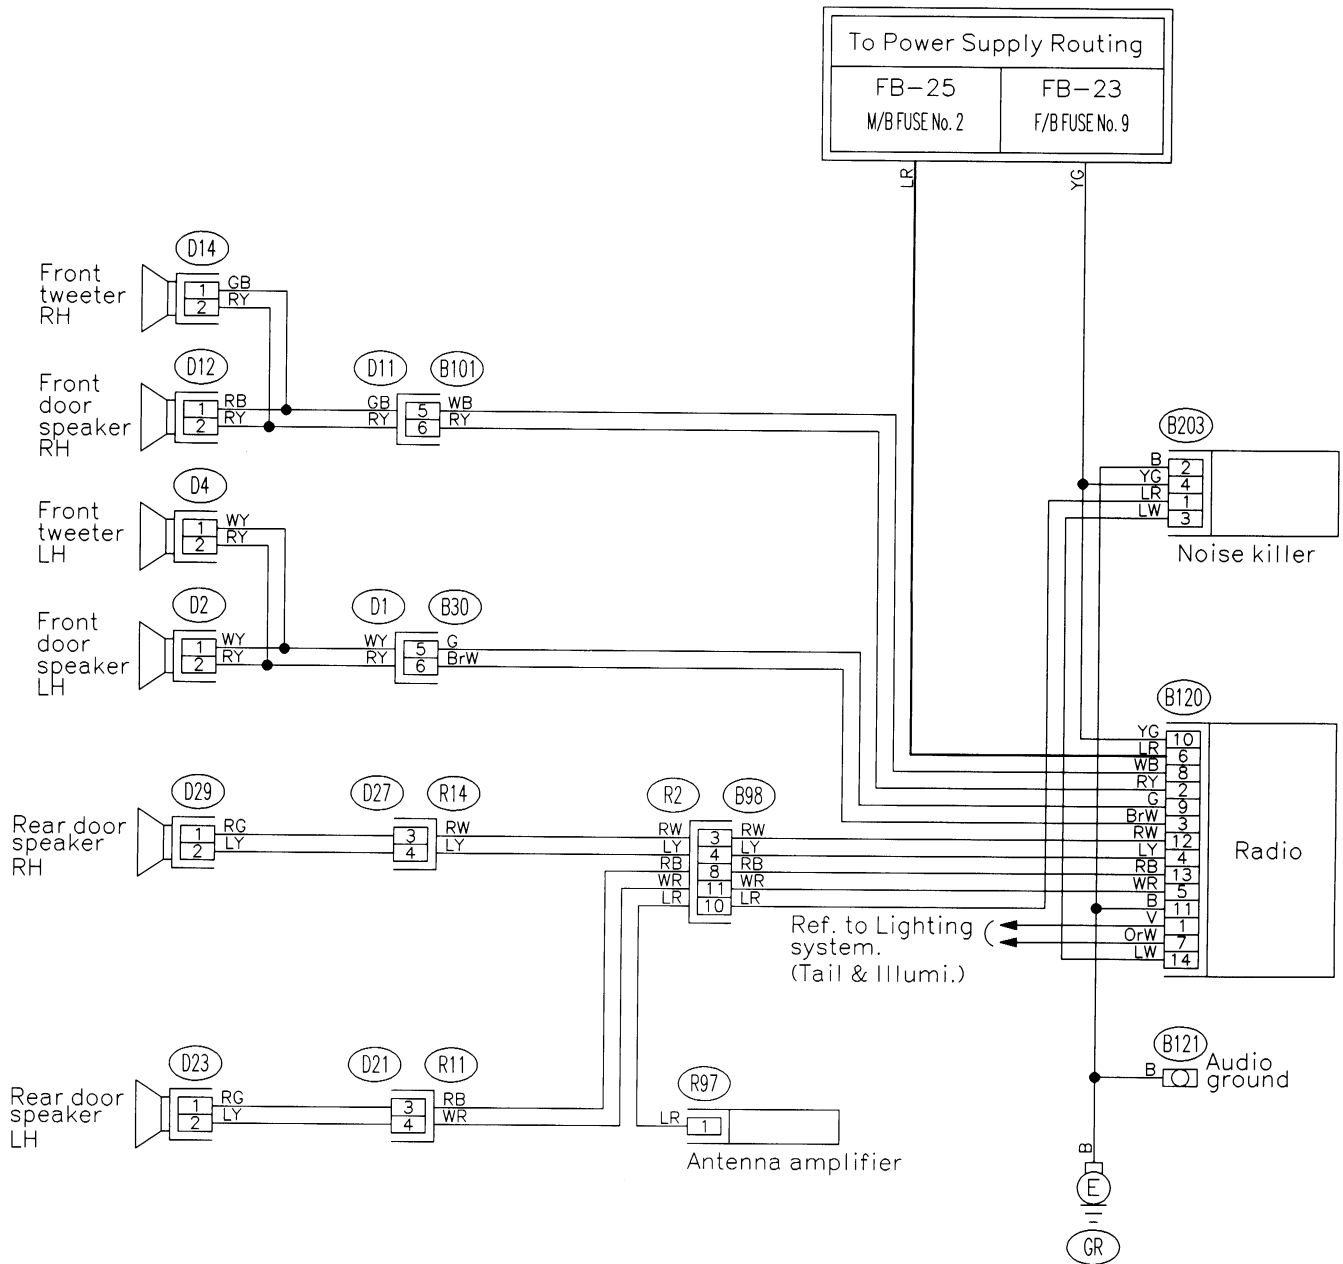 To Power Supply Routing
FB-25
M/B FUSE No. 2
FB-23
F/B FUSE No. 9
LR
YG
D14
Front
tweeter
RH
1 GB
2 RY
D12
Front
door
speaker
RH
1 RB
2 RY
D11 B101
GB 5 WB
RY 6 RY
B203
B 2
YG 4
LR 1
LW 3
Noise killer
D4
Front
tweeter
LH
1 WY
2 RY
D2
Front
door
speaker
LH
1 WY
2 RY
D1 B30
WY 5 G
RY 6 BrW
B120
YG 10
LR 6
WB 8
RY 2
G 9
BrW 3
RW 12
LY 4
RB 13
WR 5
B 11
V 1
OrW 7
LW 14
Radio
D29
Rear door
speaker
RH
1 RG
2 LY
D27 R14
3 RW
4 LY
R2 B98
RW 3 RW
LY 4 LY
RB 8 RB
WR 11 WR
LR 10 LR
Ref. to Lighting
system.
(Tail & Illumi.)
D23
Rear door
speaker
LH
1 RG
2 LY
D21 R11
3 RB
4 WR
R97
LR 1
Antenna amplifier
B121
B
Audio
ground
B
E
GR